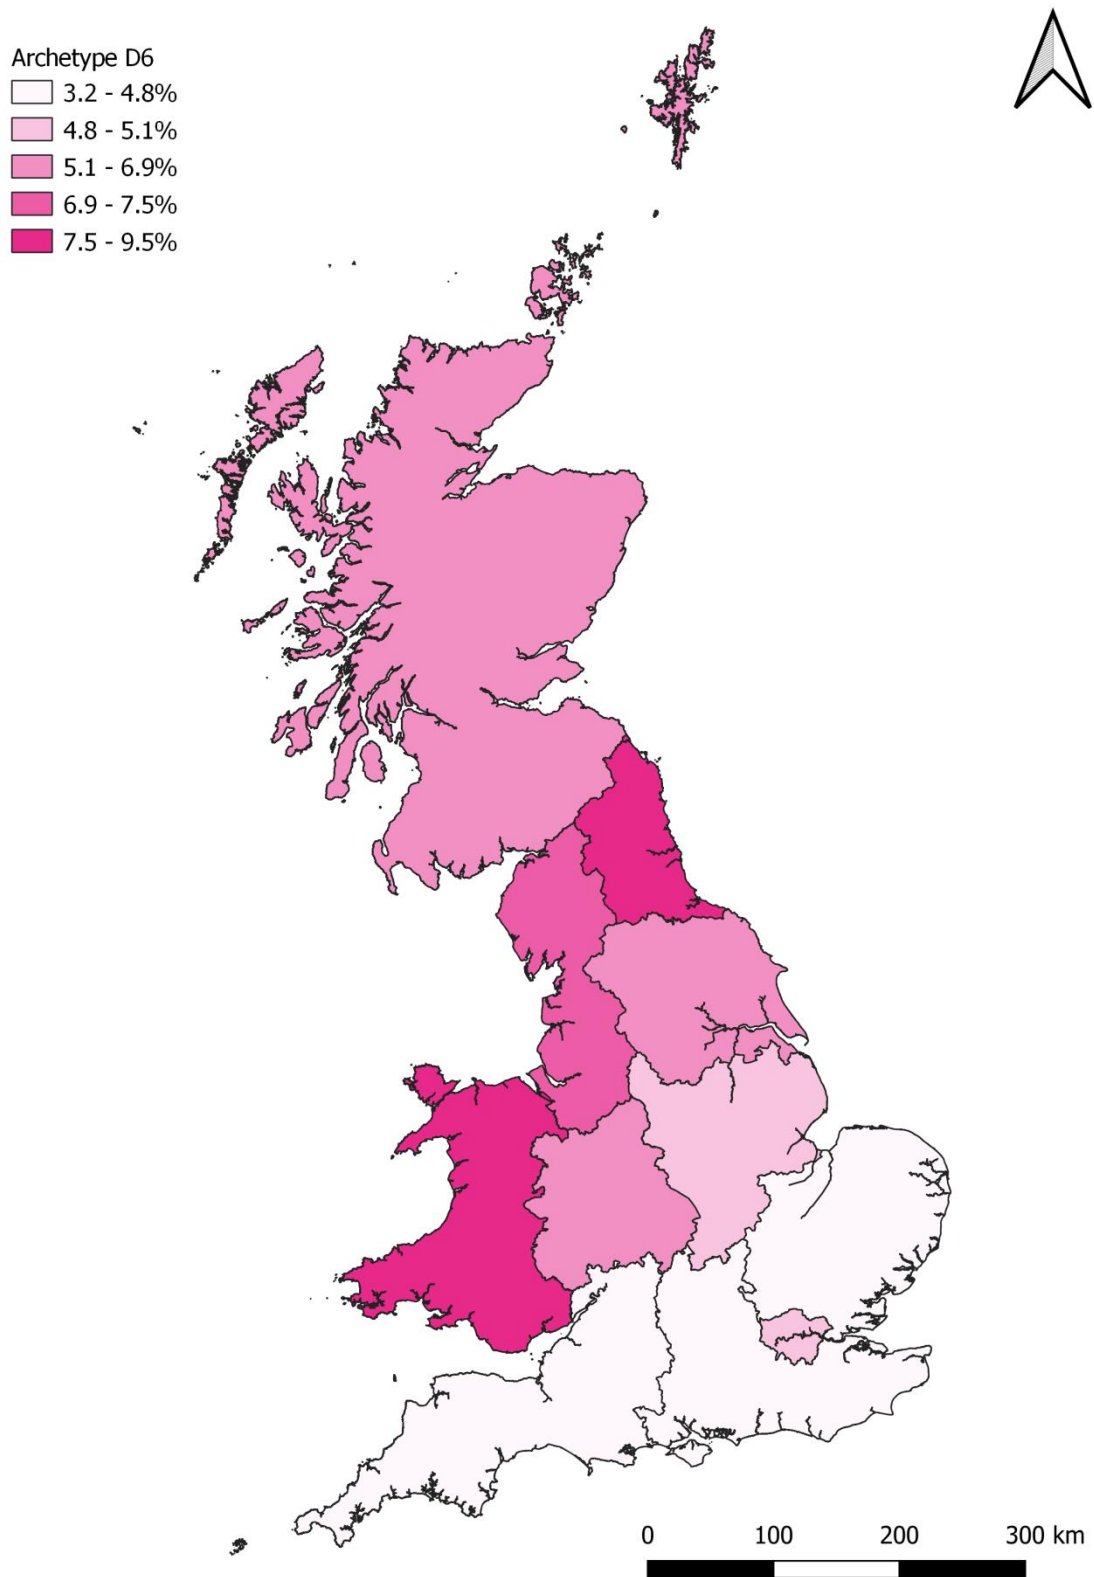 Archetype D6
3.2 - 4.8%
4.8 - 5.1%
5.1 - 6.9%
6.9 - 7.5%
7.5 - 9.5%
0 100 200 300 km